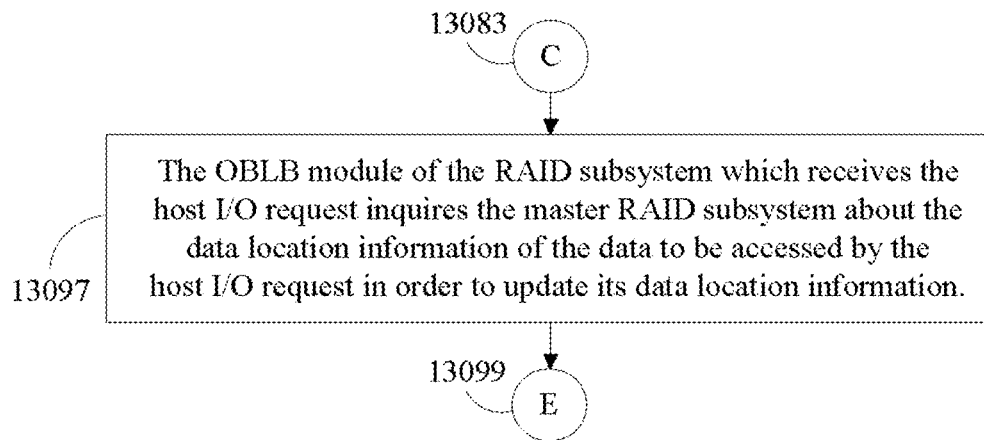 13083
C
The OBLB module of the RAID subsystem which receives the
host I/O request inquires the master RAID subsystem about the
data location information of the data to be accessed by the
host I/O request in order to update its data location information.
13097
13099
E